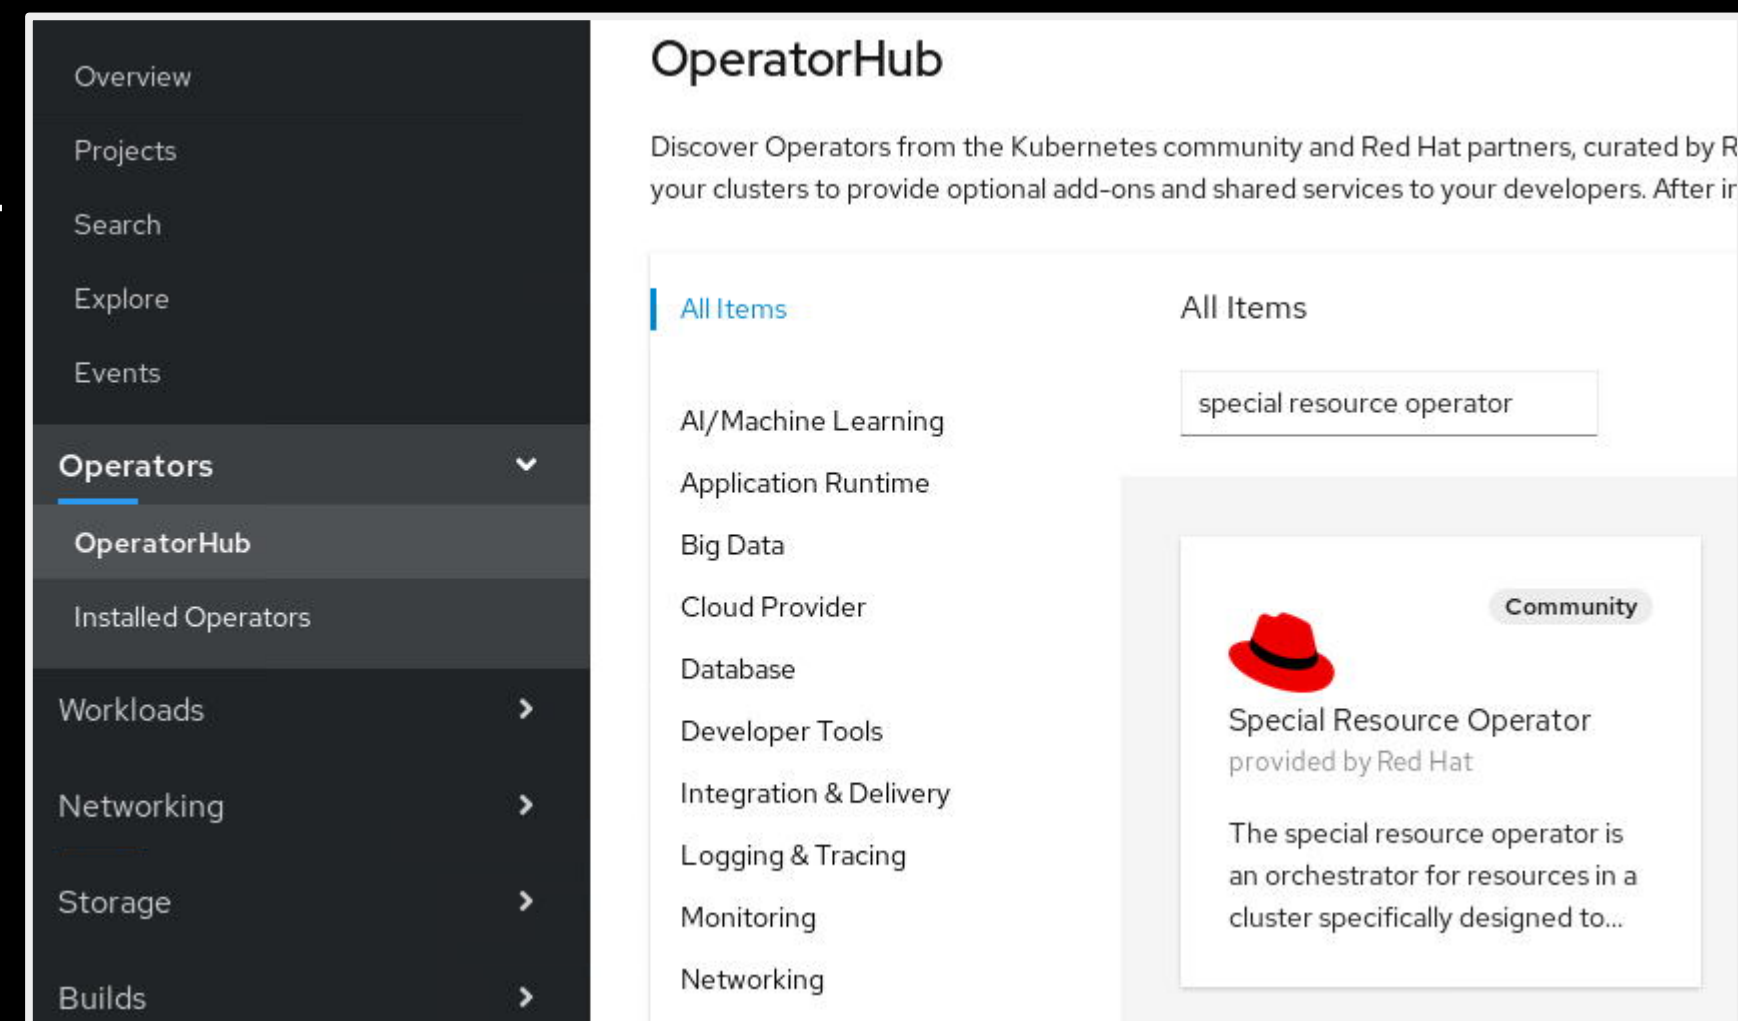 Overview
Projects
Search
Explore
Events
Operators
OperatorHub
Installed Operators
Workloads
Networking
Storage
Builds
OperatorHub
Discover Operators from the Kubernetes community and Red Hat partners, curated by R
your clusters to provide optional add-ons and shared services to your developers. After
All Items
AI/Machine Learning
Application Runtime
Big Data
Cloud Provider
Database
Developer Tools
Integration & Delivery
Logging & Tracing
Monitoring
Networking
All Items
special resource operator
Community
Special Resource Operator
provided by Red Hat
The special resource operator is
an orchestrator for resources in a
cluster specifically designed to...